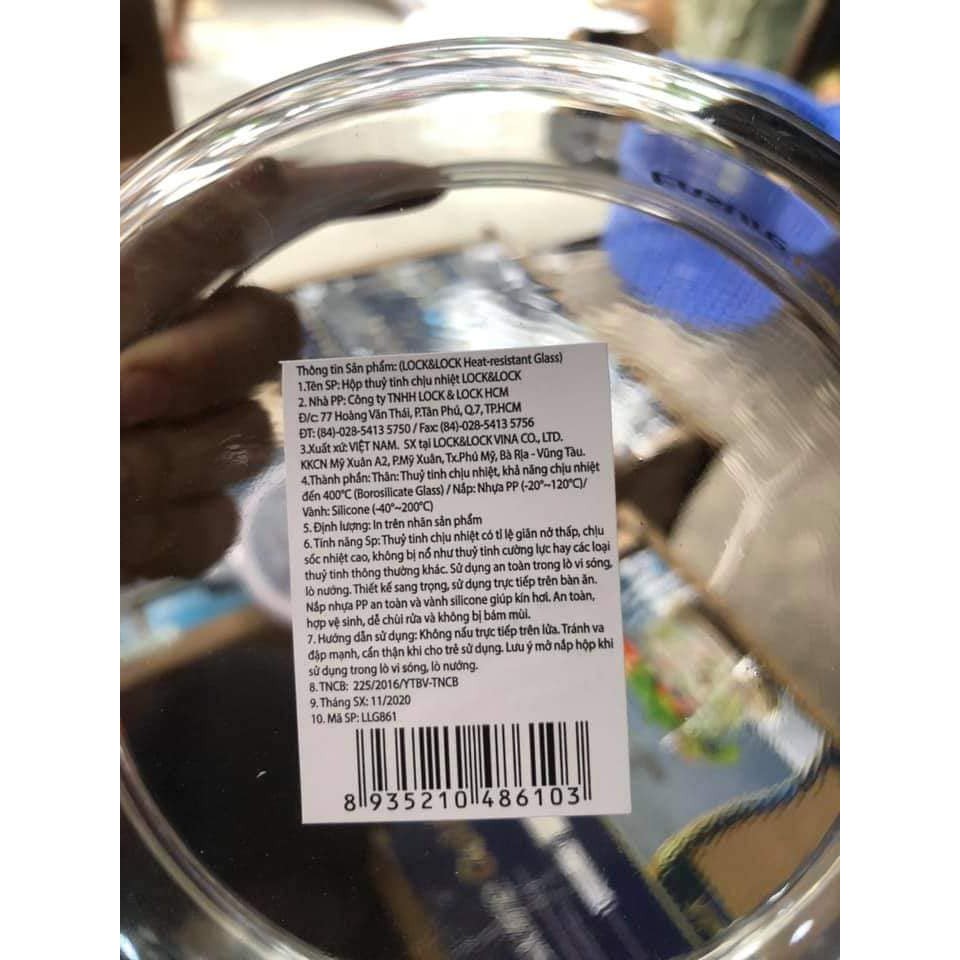 Thông tin Sản phẩm: (LOCK&LOCK Heat-resistant Glass)
1.Tên SP: Hộp thuỷ tinh chịu nhiệt LOCK&LOCK
2. Nhà PP: Công ty TNHH LOCK & LOCK HCM
Đ/c: 77 Hoàng Văn Thái, P.Tân Phú, Q.7, TP.HCM
ĐT: (84)-028-5413 5750 / Fax: (84)-028-5413 5756
3.Xuất xứ: VIỆT NAM. SX tại LOCK&LOCK VINA CO., LTD.
KKCN Mỹ Xuân A2, P.Mỹ Xuân, Tx.Phú Mỹ, Bà Rịa - Vũng Tàu.
4.Thành phần: Thân: Thuỷ tinh chịu nhiệt, khả năng chịu nhiệt
đến 400°C (Borosilicate Glass) / Nắp: Nhựa PP (-20°~120°C)/
Vành: Silicone (-40°~200°C)
5. Định lượng: In trên nhãn sản phẩm
6. Tính năng Sp: Thuỷ tinh chịu nhiệt có tỉ lệ giãn nở thấp, chịu
sốc nhiệt cao, không bị nổ như thuỷ tinh cường lực hay các loại
thuỷ tinh thông thường khác. Sử dụng an toàn trong lò vi sóng,
lò nướng. Thiết kế sang trọng, sử dụng trực tiếp trên bàn ăn.
Nắp nhựa PP an toàn và vành silicone giúp kín hơi. An toàn,
hợp vệ sinh, dễ chùi rửa và không bị bám mùi.
7. Hướng dẫn sử dụng: Không nấu trực tiếp trên lửa. Tránh va
đập mạnh, cẩn thận khi cho trẻ sử dụng. Lưu ý mở nắp hộp khi
sử dụng trong lò vi sóng, lò nướng.
8. TNCB: 225/2016/YTBV-TNCB
9. Tháng SX: 11/2020
10. Mã SP: LLG861
8 935210 486103